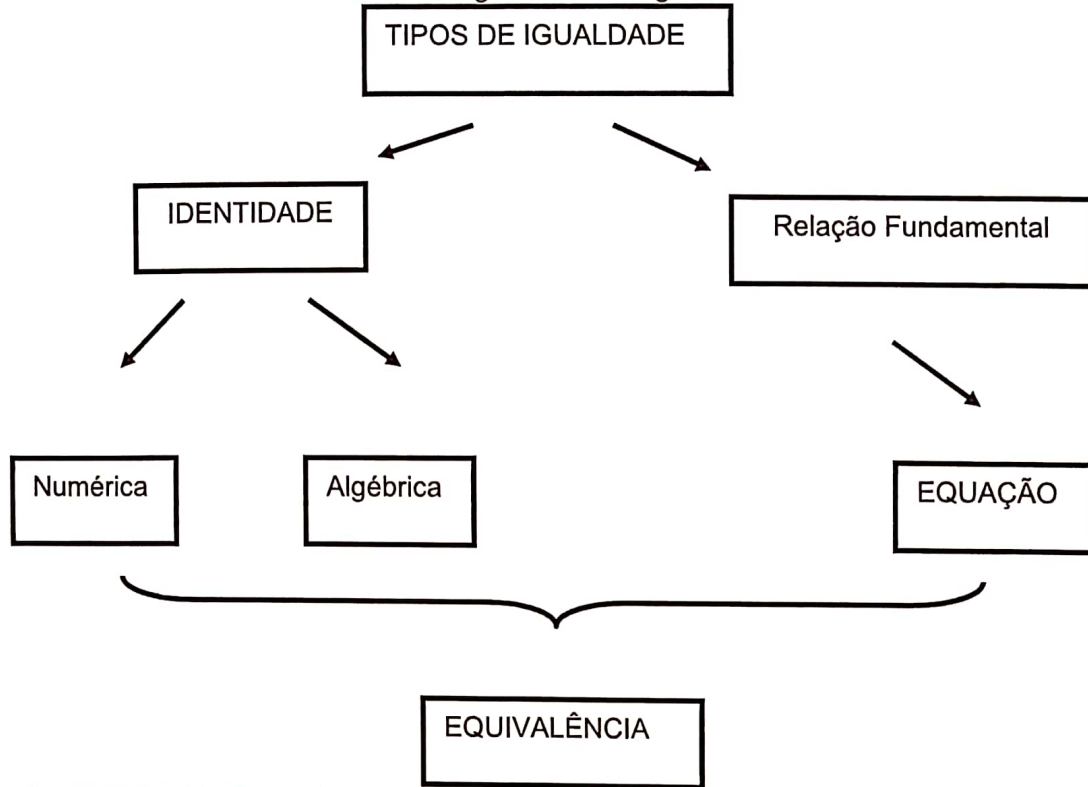 TIPOS DE IGUALDADE
IDENTIDADE
Relação Fundamental
Numérica
Algébrica
EQUAÇÃO
EQUIVALÊNCIA